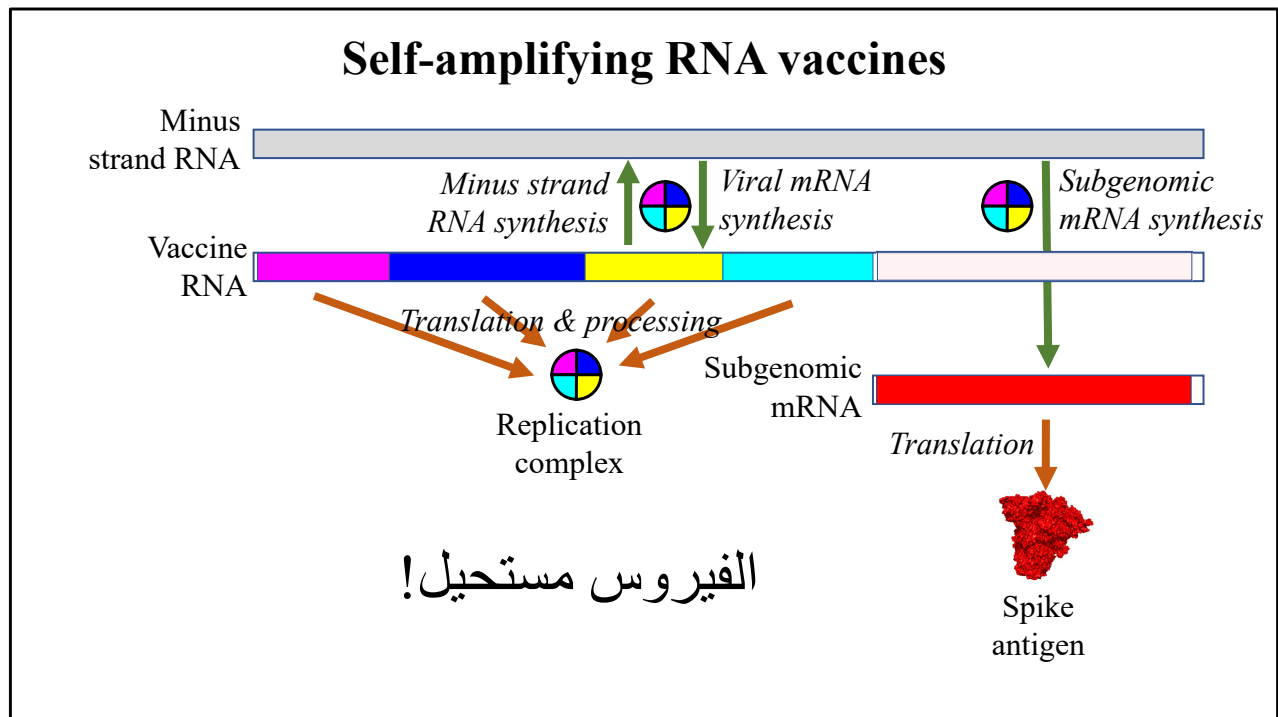 Self-amplifying RNA vaccines
Minus
strand RNA
Minus strand
RNA synthesis
Viral mRNA
synthesis
Subgenomic
mRNA synthesis
Vaccine
RNA
Translation & processing
Replication
complex
Subgenomic
mRNA
Translation
Spike
antigen
الفيروس مستحيل!